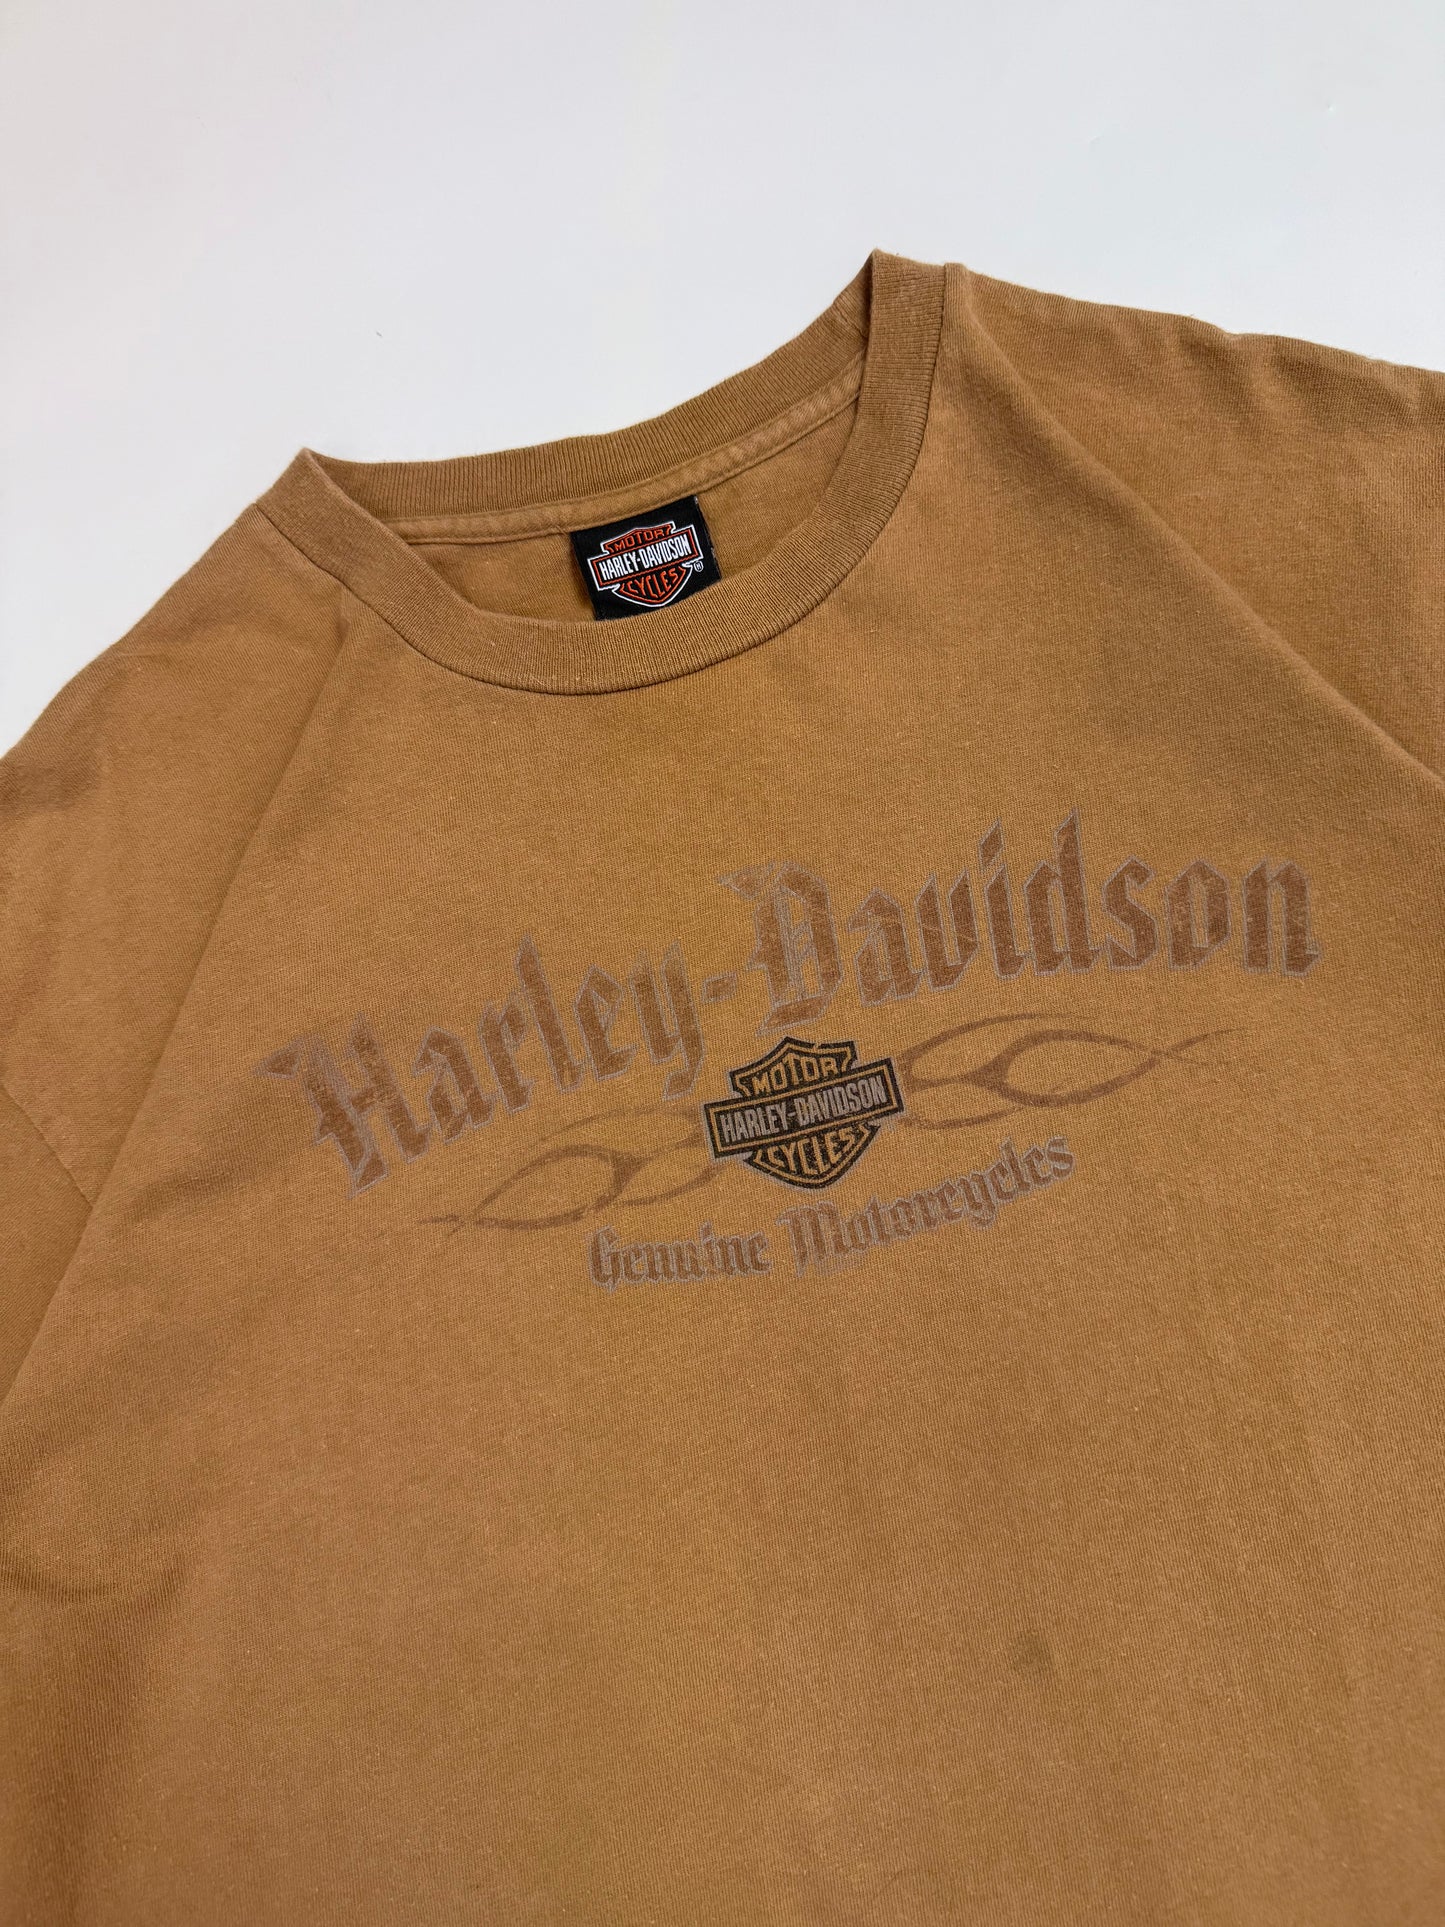 MOTOR
HARLEY-DAVIDSON
CYCLES
®
Harley-Davidson
MOTOR
HARLEY-DAVIDSON
CYCLES
Genuine Motorcycles